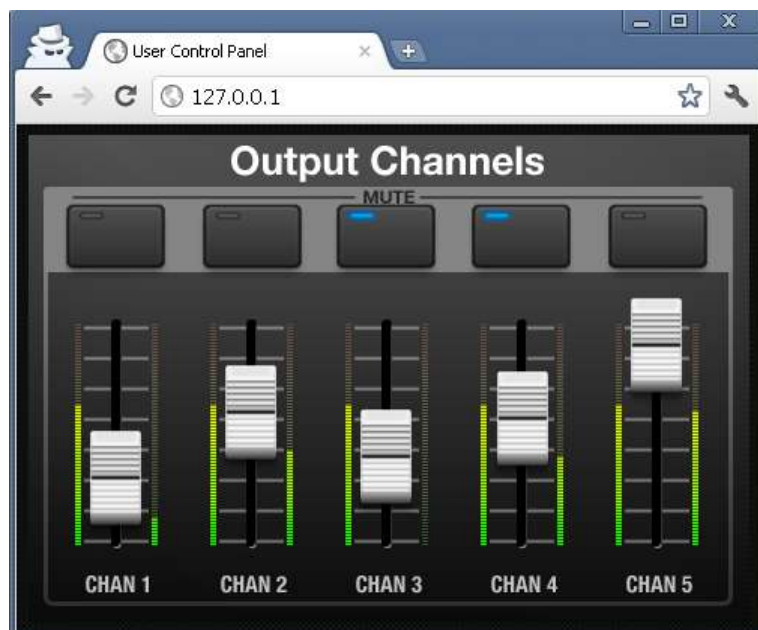 User Control Panel
127.0.0.1
Output Channels
MUTE
CHAN 1 CHAN 2 CHAN 3 CHAN 4 CHAN 5